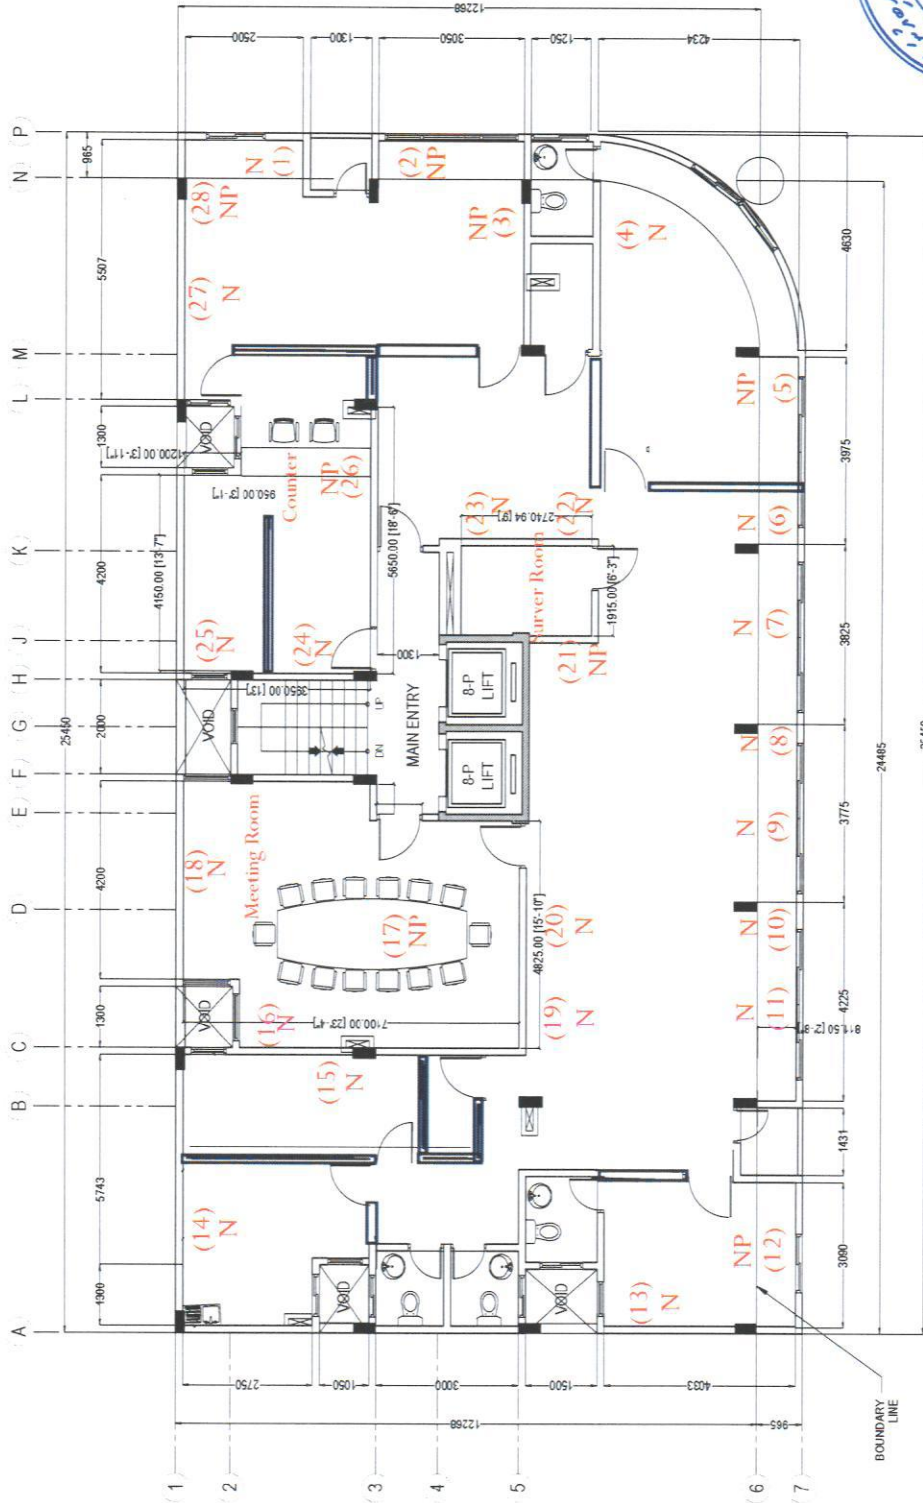 A
B
C
D
E
F
G
H
J
K
L
M
N
P
25450
5743
1300
1300
4200
2000
4200
1300
5507
965
4150.00 [13'-7"]
1200.00 [3'-11"]
950.00 [3'-1"]
3950.00 [13']
1
2
3
4
5
6
7
12268
965
2750
1050
3000
1500
4033
12268
2500
1300
3050
1250
4234
VOID
VOID
VOID
VOID
VOID
(14)
N
(15)
N
(16)
N
(18)
N
Meeting Room
(17)
NP
7100.00 [23'-4"]
(25)
N
(24)
N
Counter
NP
(26)
(27)
N
(28)
NP
N
(1)
(2)
NP
NP
(3)
(4)
N
UP
DN
MAIN ENTRY
1300
5650.00 [18'-6"]
8-P
LIFT
8-P
LIFT
Surver Room
(23)
N
(22)
N
2740.94 [9']
1915.00 [6'-3"]
(21)
NP
4825.00 [15'-10"]
(19)
N
(20)
N
(13)
N
NP
(12)
N
(11)
N
(10)
N
(9)
N
(8)
N
(7)
N
(6)
NP
(5)
3090
1431
4225
3775
3825
3975
4630
24485
BOUNDARY
LINE